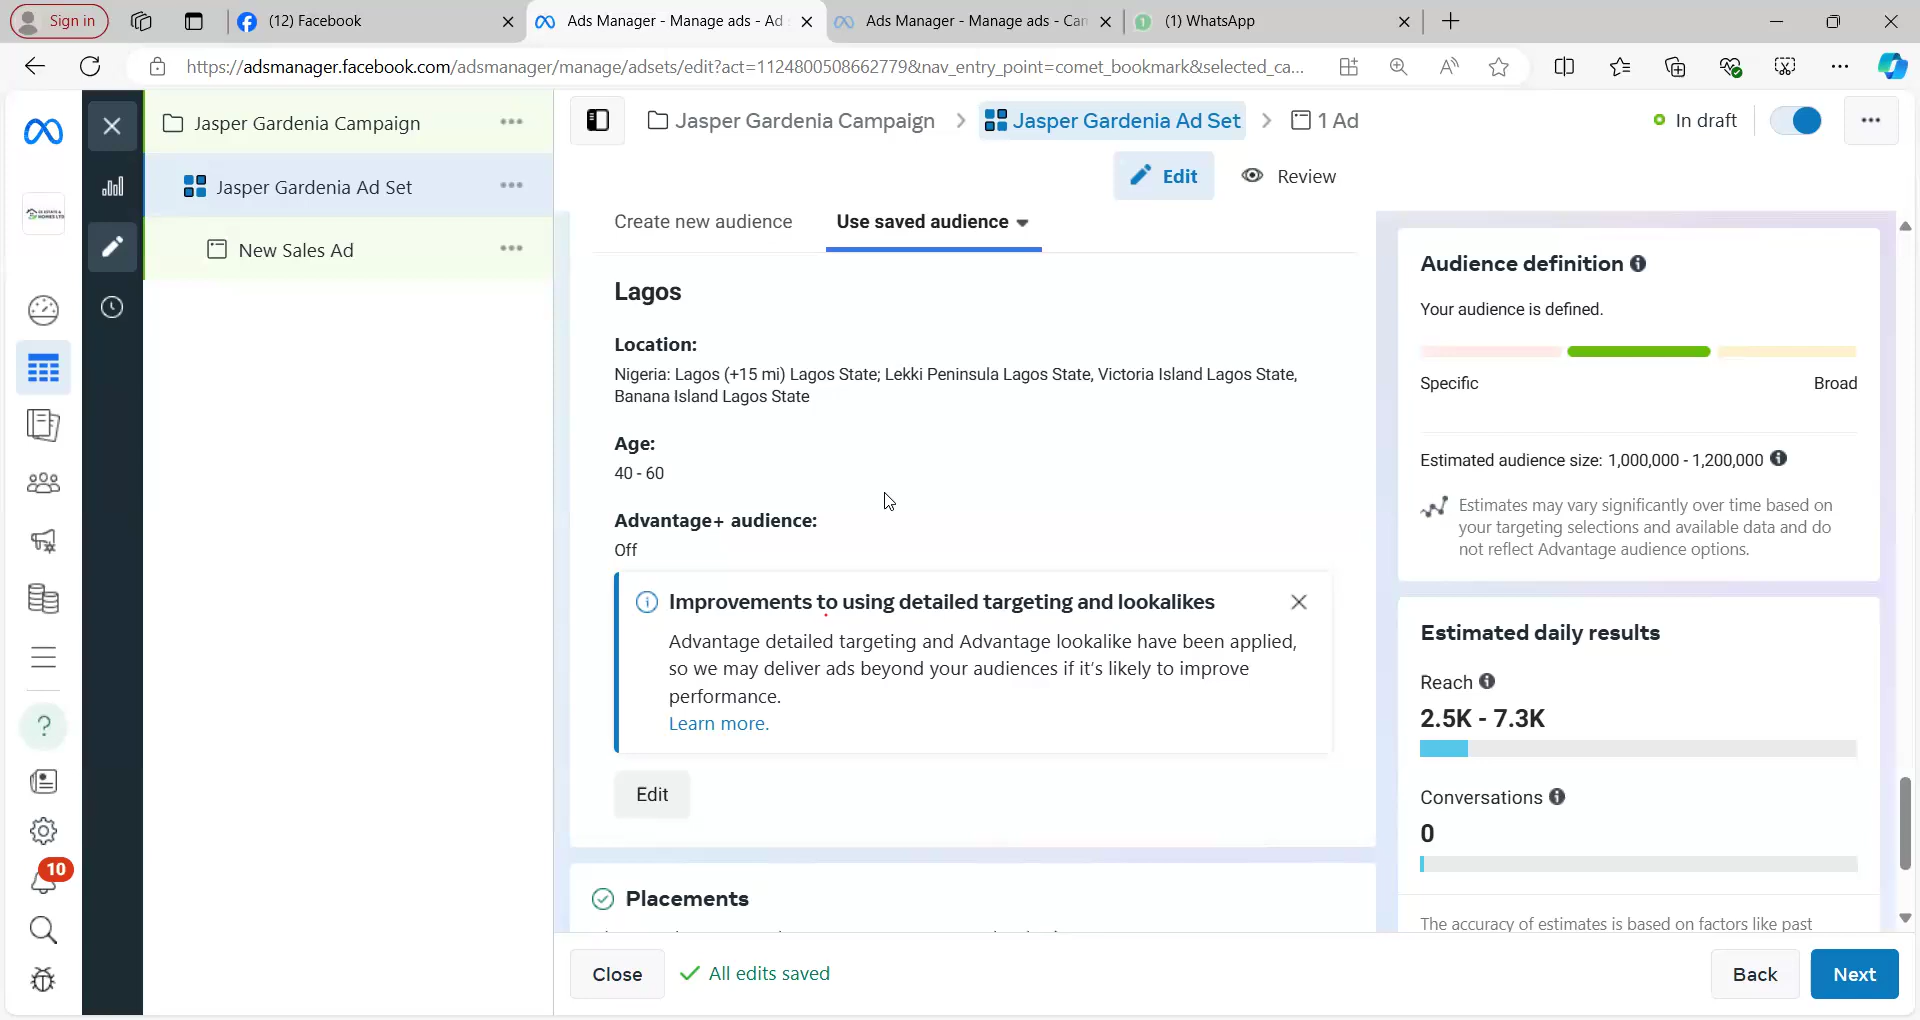 Sign in
(12) Facebook
Ads Manager - Manage ads - Ad
Ads Manager - Manage ads - Can
1
(1) WhatsApp
https://adsmanager.facebook.com/adsmanager/manage/adsets/edit?act=1124800508662779&nav_entry_point=comet_bookmark&selected_ca...
Jasper Gardenia Campaign
Jasper Gardenia Ad Set
New Sales Ad
Jasper Gardenia Campaign
Jasper Gardenia Ad Set
1 Ad
In draft
Edit
Review
Create new audience
Use saved audience
Lagos
Location:
Nigeria: Lagos (+15 mi) Lagos State; Lekki Peninsula Lagos State, Victoria Island Lagos State,
Banana Island Lagos State
Age:
40 - 60
Advantage+ audience:
Off
Improvements to using detailed targeting and lookalikes
Advantage detailed targeting and Advantage lookalike have been applied,
so we may deliver ads beyond your audiences if it's likely to improve
performance.
Learn more.
Edit
Placements
Audience definition
Your audience is defined.
Specific
Broad
Estimated audience size: 1,000,000 - 1,200,000
Estimates may vary significantly over time based on
your targeting selections and available data and do
not reflect Advantage audience options.
Estimated daily results
Reach
2.5K - 7.3K
Conversations
0
The accuracy of estimates is based on factors like past
?
10
Close
All edits saved
Back
Next